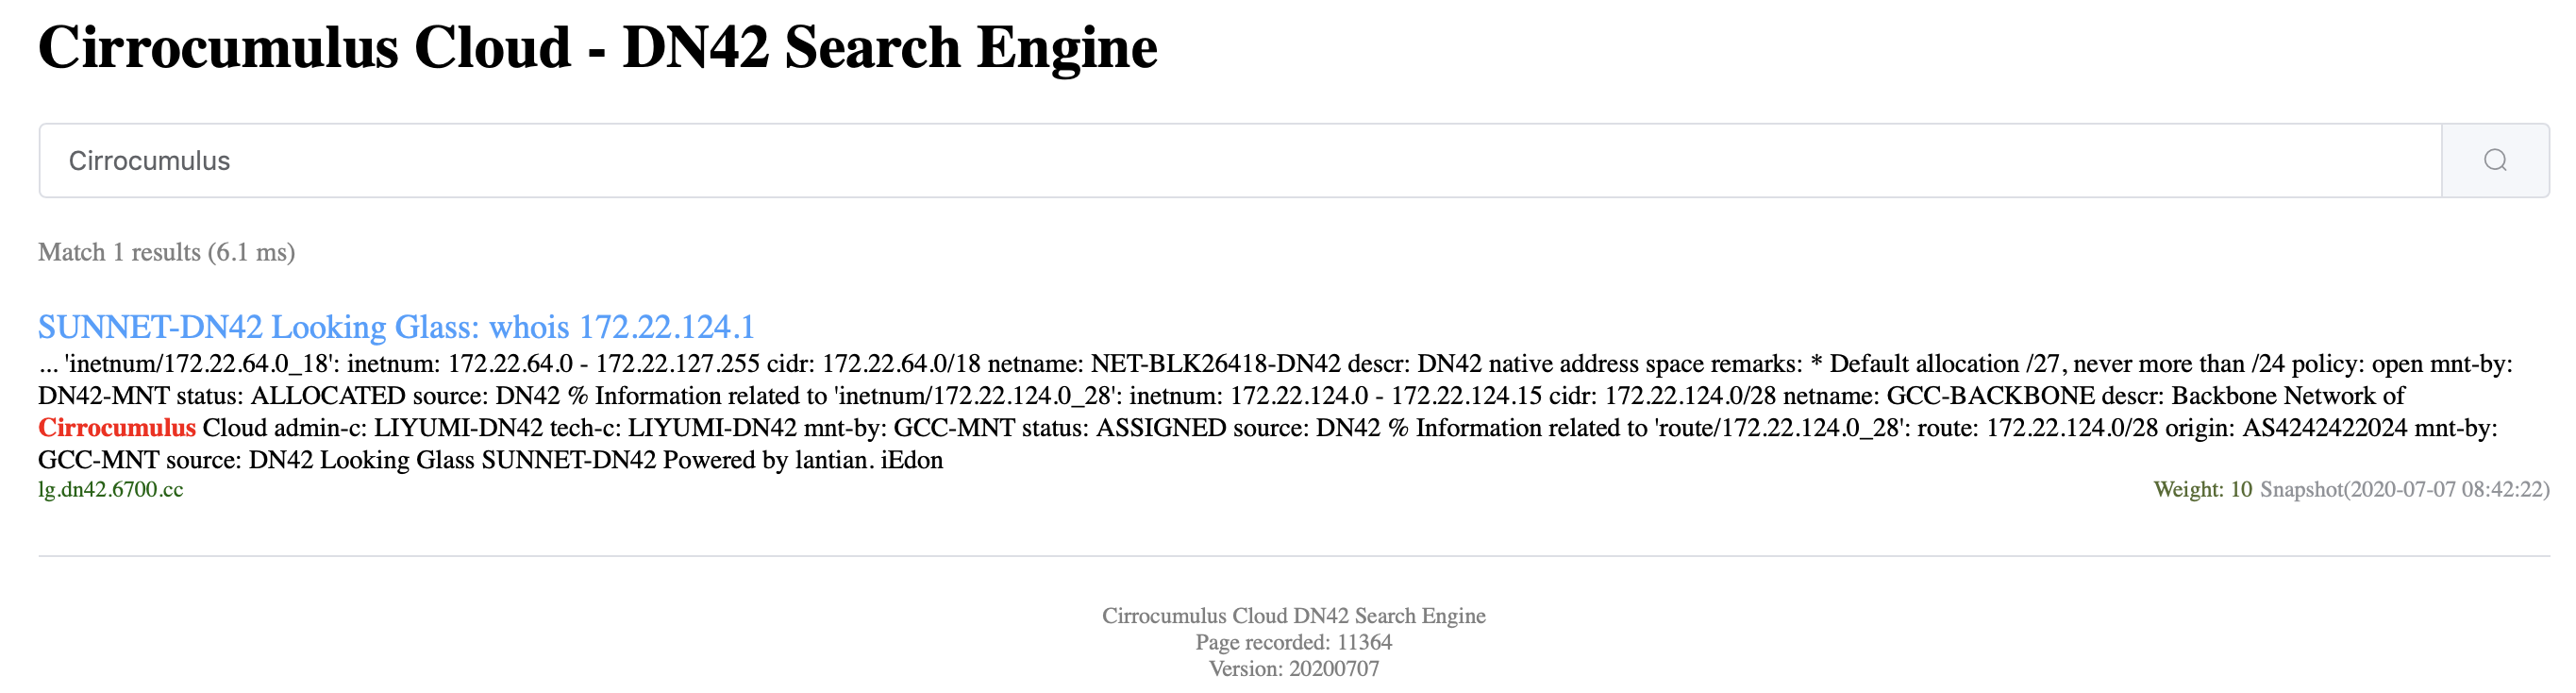 Cirrocumulus Cloud - DN42 Search Engine
Cirrocumulus
Match 1 results (6.1 ms)
SUNNET-DN42 Looking Glass: whois 172.22.124.1
... 'inetnum/172.22.64.0_18': inetnum: 172.22.64.0 - 172.22.127.255 cidr: 172.22.64.0/18 netname: NET-BLK26418-DN42 descr: DN42 native address space remarks: * Default allocation /27, never more than /24 policy: open mnt-by:
DN42-MNT status: ALLOCATED source: DN42 % Information related to 'inetnum/172.22.124.0_28': inetnum: 172.22.124.0 - 172.22.124.15 cidr: 172.22.124.0/28 netname: GCC-BACKBONE descr: Backbone Network of
Cirrocumulus Cloud admin-c: LIYUMI-DN42 tech-c: LIYUMI-DN42 mnt-by: GCC-MNT status: ASSIGNED source: DN42 % Information related to 'route/172.22.124.0_28': route: 172.22.124.0/28 origin: AS4242422024 mnt-by:
GCC-MNT source: DN42 Looking Glass SUNNET-DN42 Powered by lantian. iEdon
lg.dn42.6700.cc Weight: 10 Snapshot(2020-07-07 08:42:22)
Cirrocumulus Cloud DN42 Search Engine
Page recorded: 11364
Version: 20200707